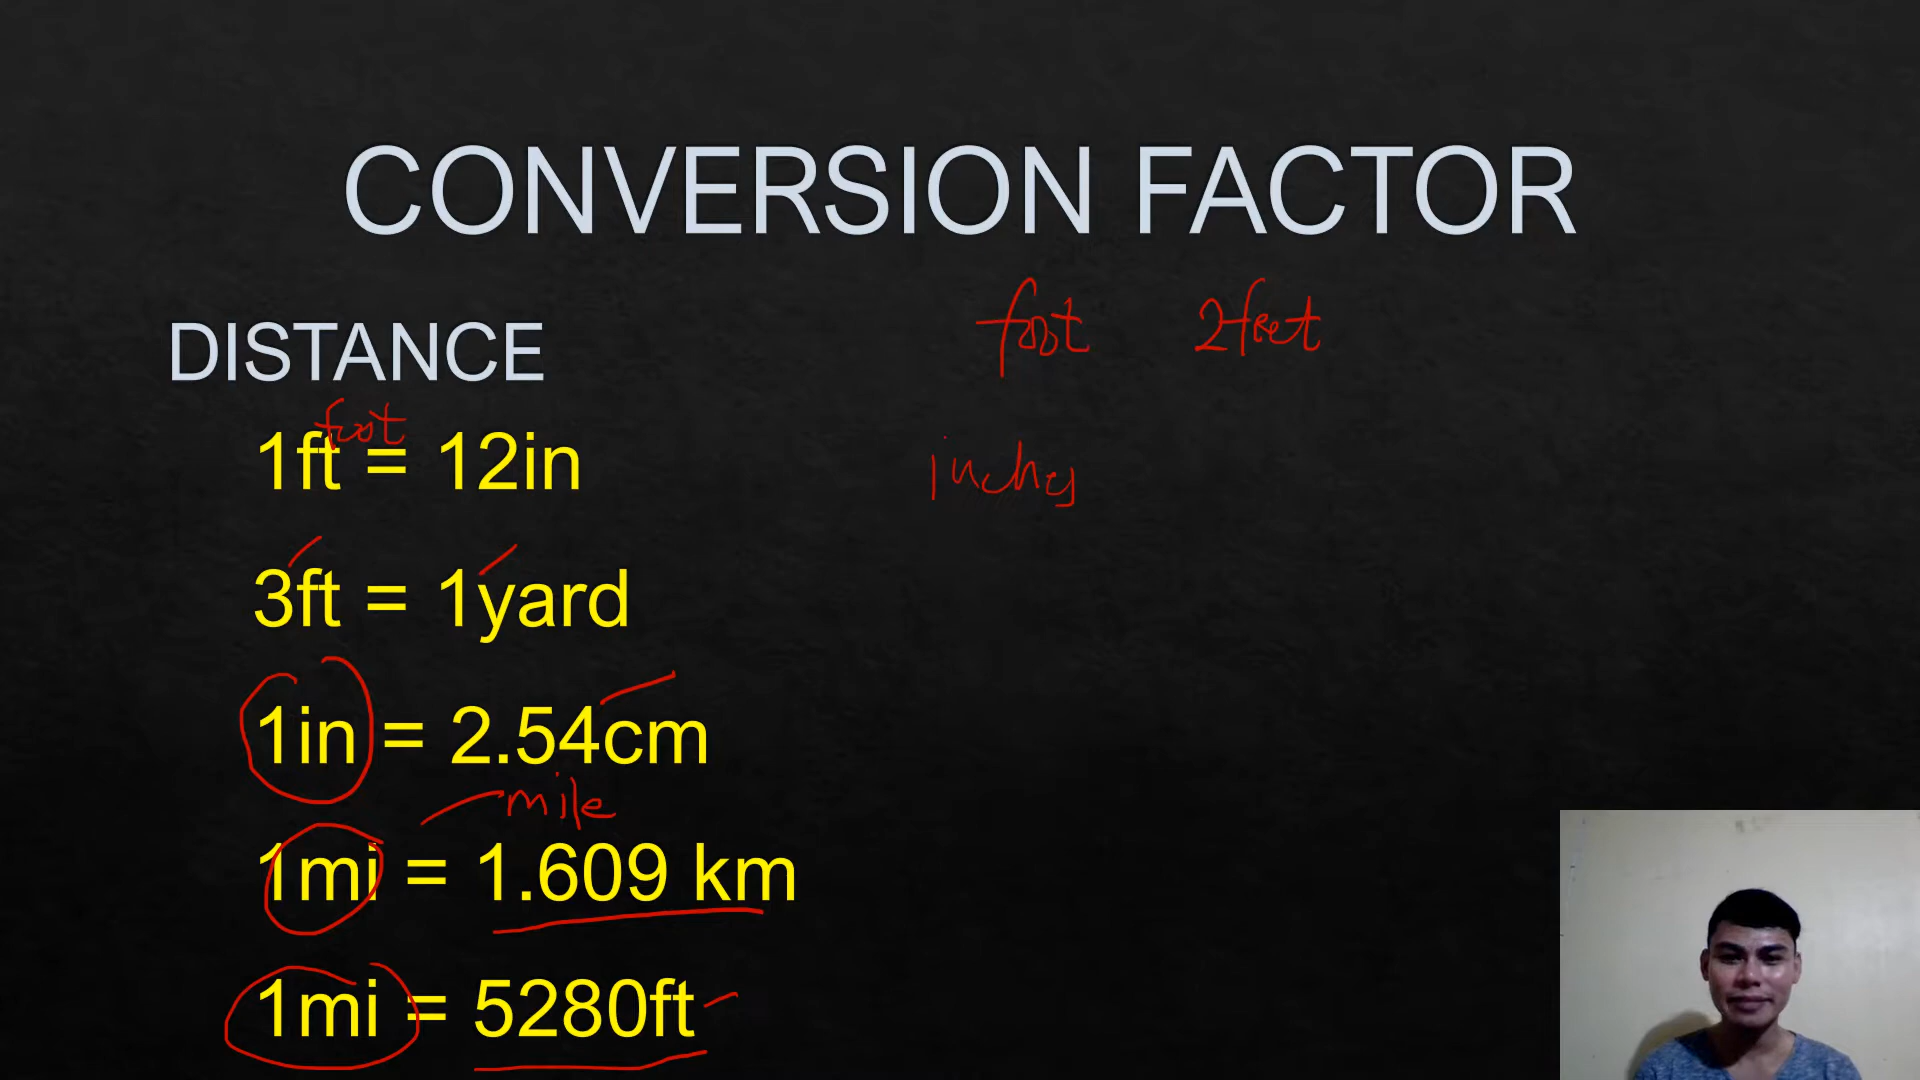 CONVERSION FACTOR
foot 2feet
DISTANCE
foot
1ft = 12in
inches
3ft = 1yard
1in = 2.54cm
mile
1mi = 1.609 km
1mi = 5280ft